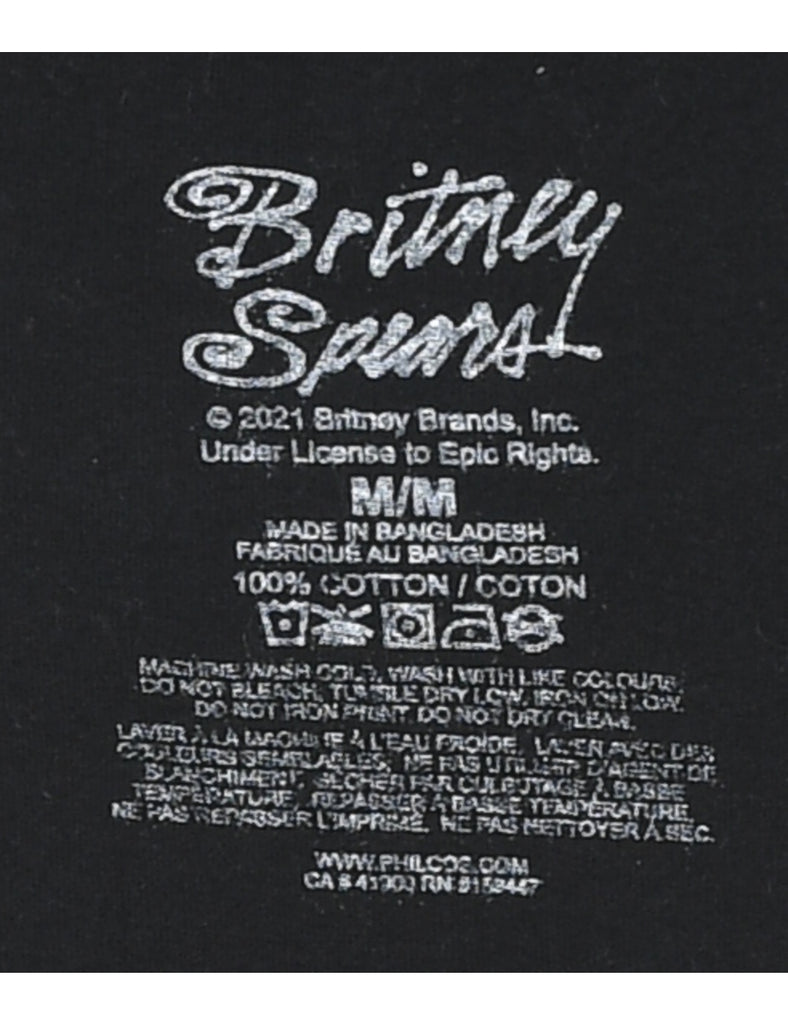 Britney
Spears
© 2021 Britney Brands, Inc.
Under License to Epic Rights.
M/M
MADE IN BANGLADESH
FABRIQUÉ AU BANGLADESH
100% COTTON / COTON
MACHINE WASH COLD, WASH WITH LIKE COLOURS,
DO NOT BLEACH, TUMBLE DRY LOW, IRON ON LOW.
DO NOT IRON PRINT. DO NOT DRY CLEAN.
LAVER À LA MACHINE À L'EAU FROIDE. LAVER AVEC DES
COULEURS SEMBLABLES, NE PAS UTILISER D'AGENT DE
BLANCHIMENT, SÉCHER PAR CULBUTAGE À BASSE
TEMPÉRATURE, REPASSER À BASSE TEMPÉRATURE.
NE PAS REPASSER L'IMPRIMÉ. NE PAS NETTOYER À SEC.
WWW.PHILCOS.COM
CA RN